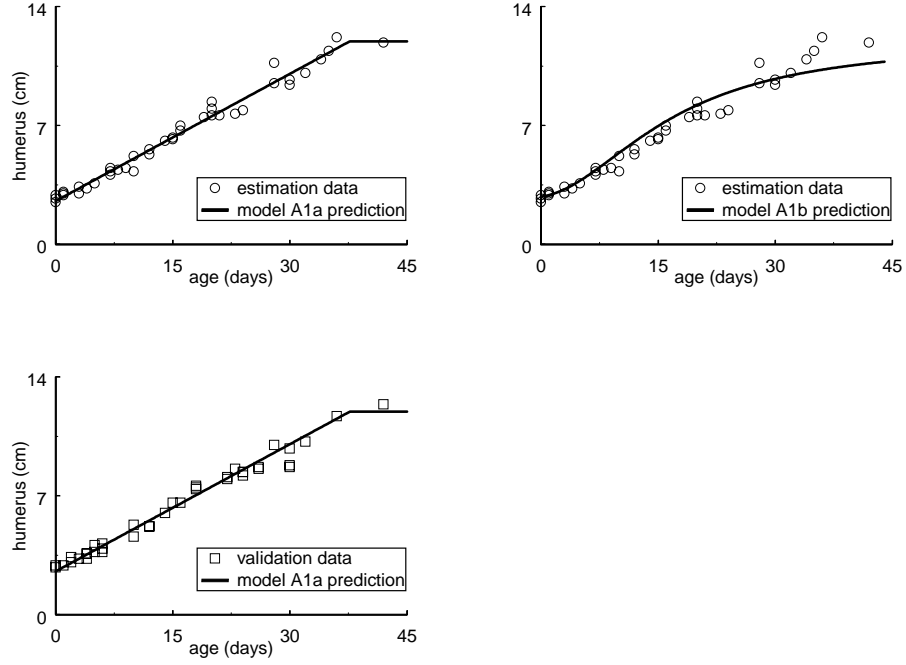 14
7
0
humerus (cm)
estimation data
model A1a prediction
0 15 30 45
age (days)
14
7
0
estimation data
model A1b prediction
0 15 30 45
age (days)
14
7
0
humerus (cm)
validation data
model A1a prediction
0 15 30 45
age (days)